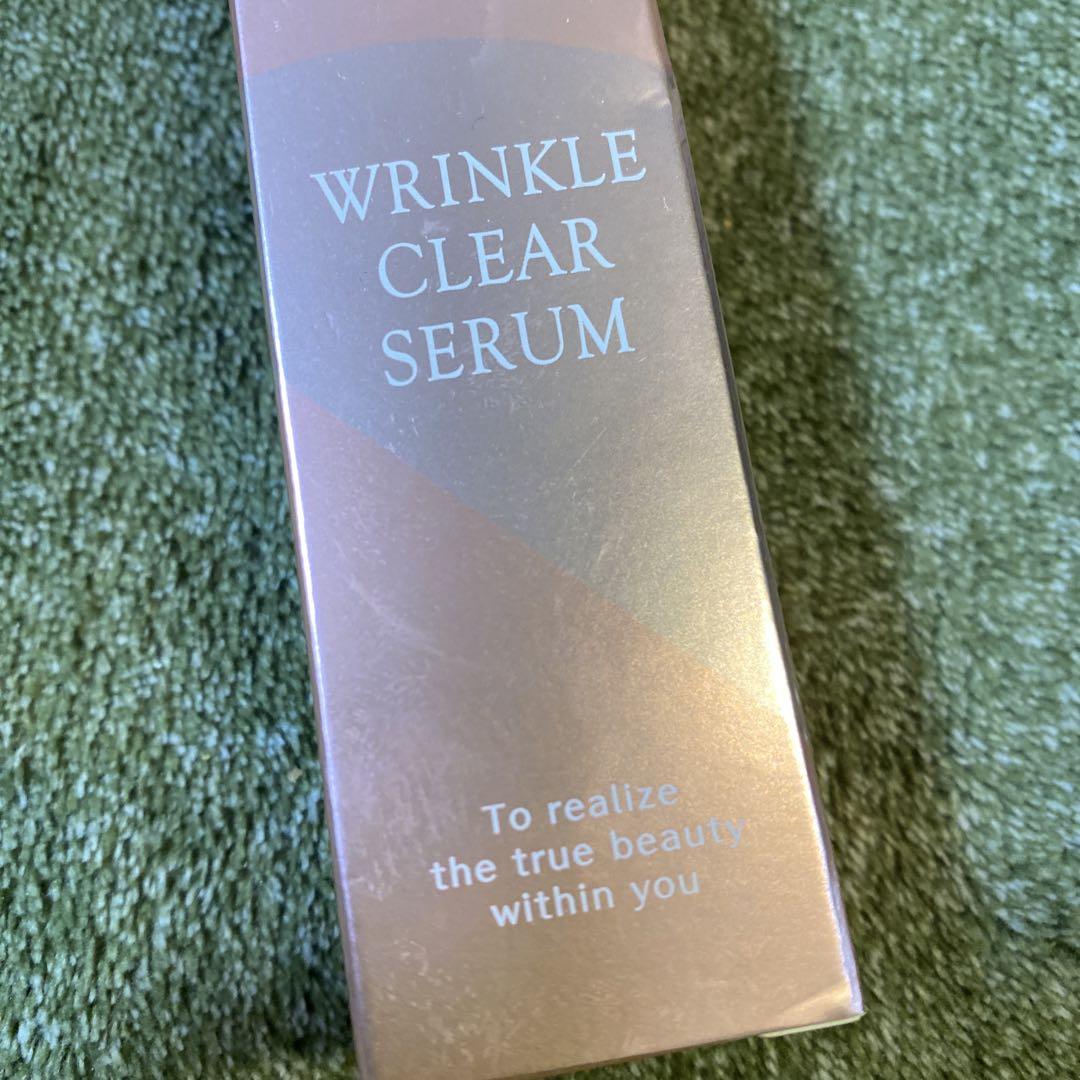 WRINKLE
CLEAR
SERUM
To realize
the true beauty
within you